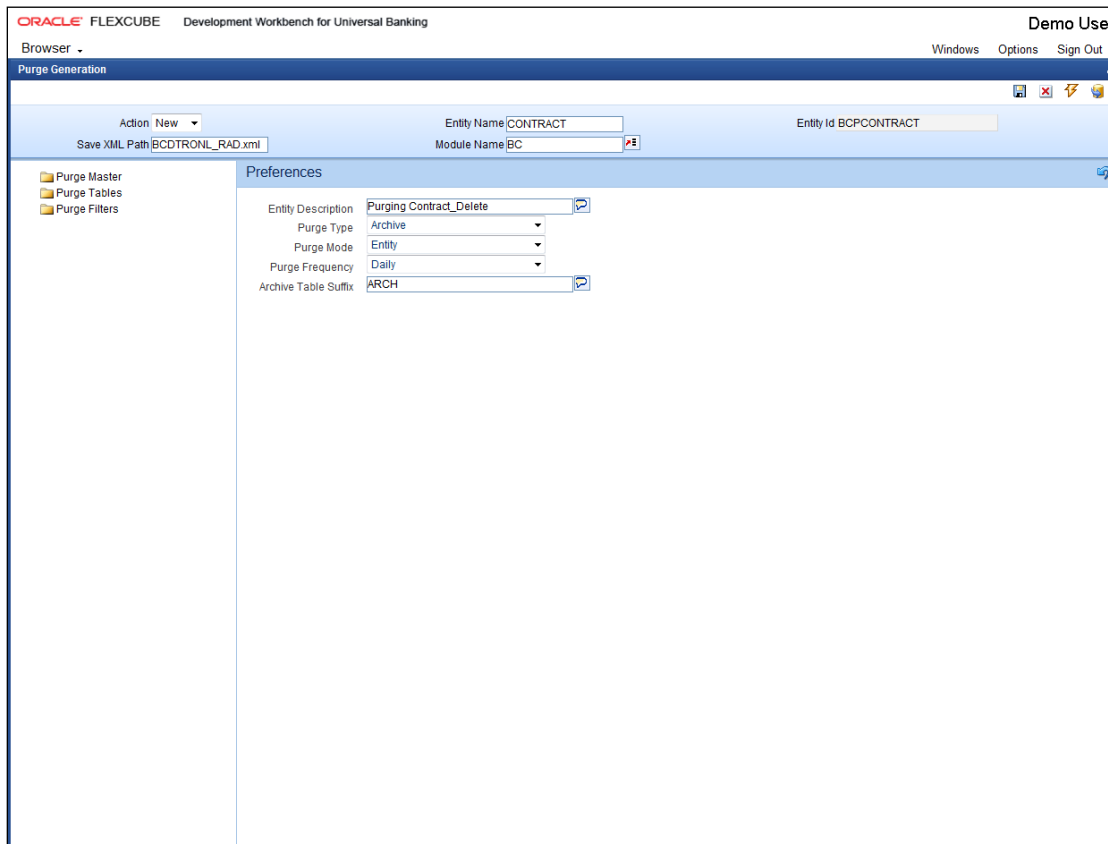 ORACLE FLEXCUBE Development Workbench for Universal Banking Demo Use
Browser Windows Options Sign Out
Purge Generation
Action New Entity Name CONTRACT Entity Id BCPCONTRACT
Save XML Path BCDTRONL_RAD.xml Module Name BC
Purge Master
Purge Tables
Purge Filters
Preferences
Entity Description Purging Contract_Delete
Purge Type Archive
Purge Mode Entity
Purge Frequency Daily
Archive Table Suffix ARCH